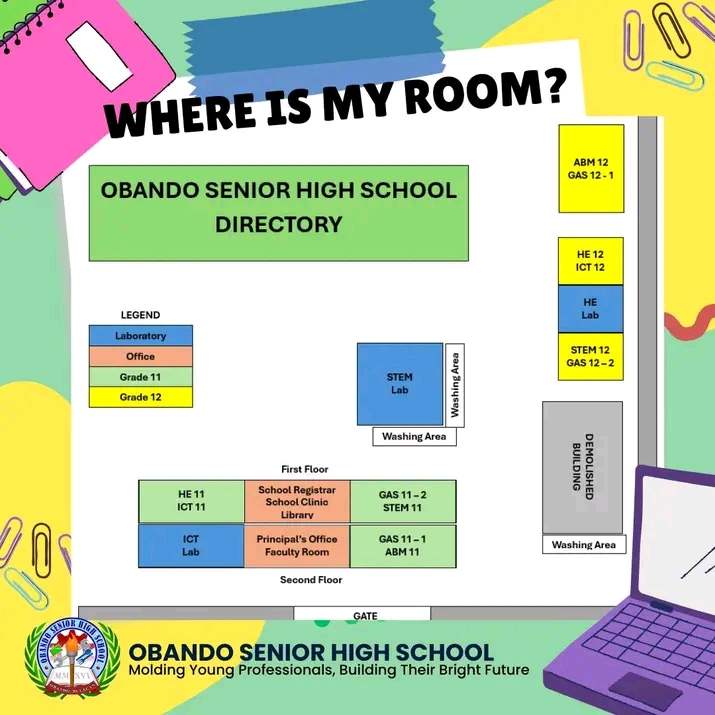 WHERE IS MY ROOM?
OBANDO SENIOR HIGH SCHOOL
DIRECTORY
ABM 12
GAS 12 - 1
HE 12
ICT 12
HE
Lab
STEM 12
GAS 12 – 2
LEGEND
Laboratory
Office
Grade 11
Grade 12
STEM
Lab
Washing Area
Washing Area
DEMOLISHED
BUILDING
Washing Area
First Floor
HE 11
ICT 11
School Registrar
School Clinic
Library
GAS 11 – 2
STEM 11
ICT
Lab
Principal's Office
Faculty Room
GAS 11 – 1
ABM 11
Second Floor
GATE
OBANDO SENIOR HIGH SCHOOL
OBANDO SENIOR HIGH SCHOOL
Molding Young Professionals, Building Their Bright Future